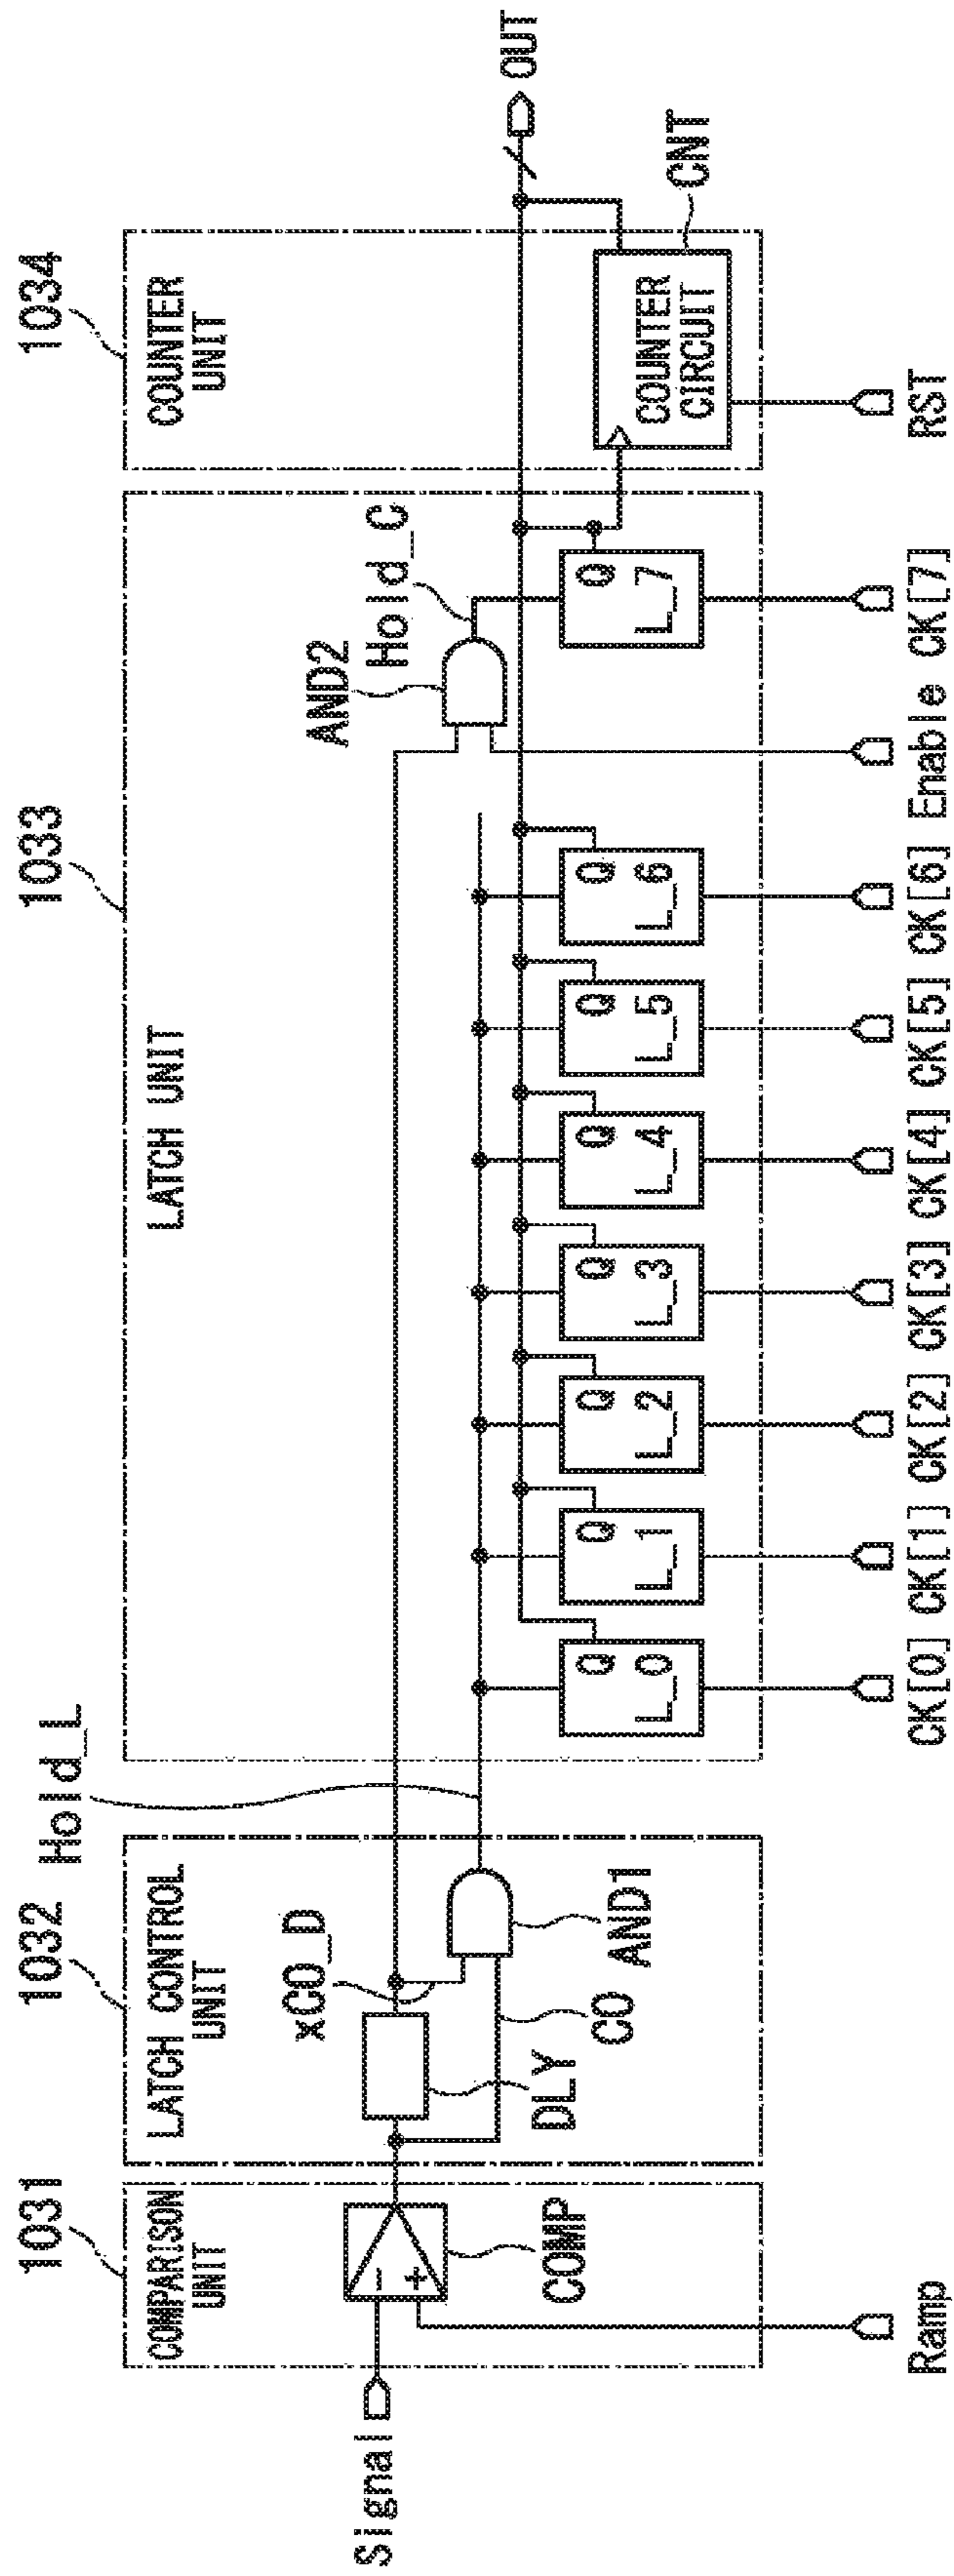 1031
1032
Hold_L
1033
1034
COMPARISON
UNIT
LATCH CONTROL
UNIT
LATCH UNIT
COUNTER
UNIT
xCO_D
AND2
Hold_C
Signal
OUT
−
+
COMP
DLY
CO
AND1
Q
L_0
Q
L_1
Q
L_2
Q
L_3
Q
L_4
Q
L_5
Q
L_6
Q
L_7
COUNTER
CIRCUIT
CNT
Ramp
CK[0]
CK[1]
CK[2]
CK[3]
CK[4]
CK[5]
CK[6]
Enable
CK[7]
RST